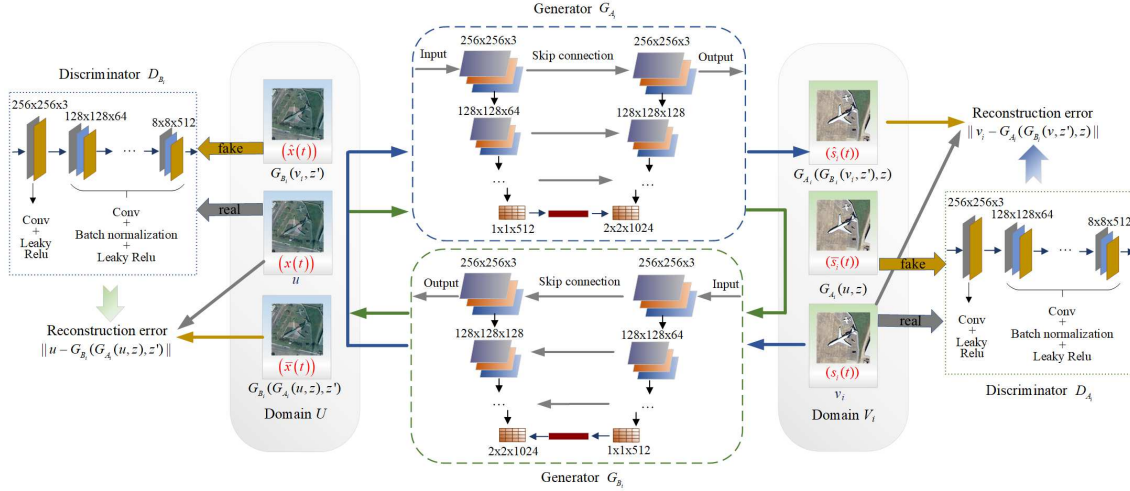 Generator G_{A_i}
Input
256x256x3
Skip connection
256x256x3
Output
128x128x64
128x128x128
...
...
1x1x512
2x2x1024
Discriminator D_{B_i}
256x256x3
128x128x64
8x8x512
...
Conv
+
Leaky
Relu
Conv
+
Batch normalization
+
Leaky Relu
fake
real
Reconstruction error
|| u − G_{B_i}(G_{A_i}(u, z), z') ||
(x̂(t))
G_{B_i}(v_i, z')
(x(t))
u
(x̄(t))
G_{B_i}(G_{A_i}(u, z), z')
Domain U
Output
256x256x3
Skip connection
256x256x3
Input
128x128x128
128x128x64
...
...
2x2x1024
1x1x512
Generator G_{B_i}
(ŝ_i(t))
G_{A_i}(G_{B_i}(v_i, z'), z)
(s̄_i(t))
G_{A_i}(u, z)
(s_i(t))
v_i
Domain V_i
Reconstruction error
|| v_i − G_{A_i}(G_{B_i}(v, z'), z) ||
fake
real
256x256x3
128x128x64
8x8x512
...
Conv
+
Leaky
Relu
Conv
+
Batch normalization
+
Leaky Relu
Discriminator D_{A_i}